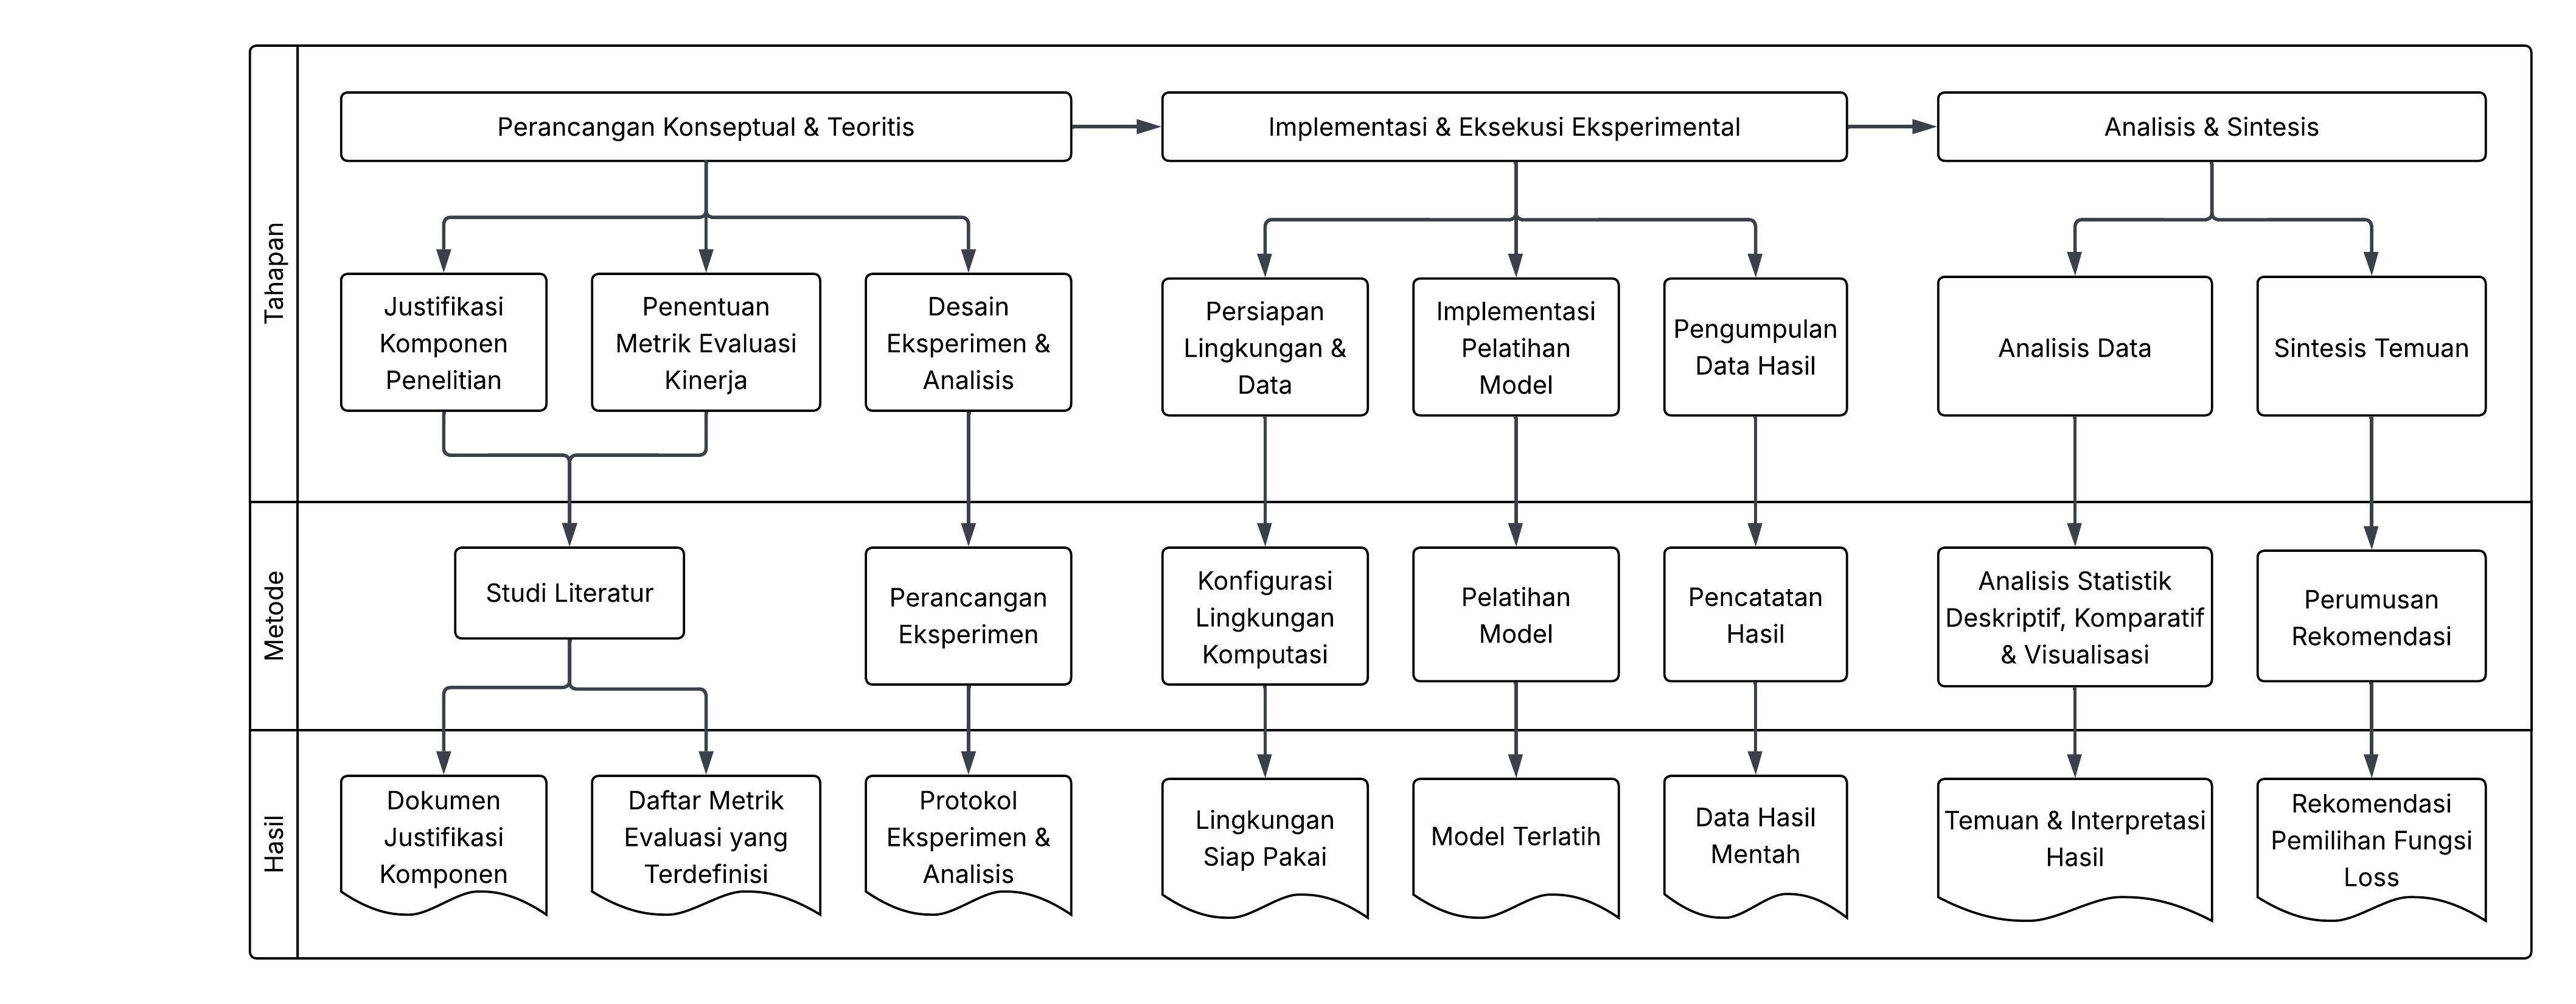 Tahapan
Perancangan Konseptual & Teoritis
Implementasi & Eksekusi Eksperimental
Analisis & Sintesis
Justifikasi
Komponen
Penelitian
Penentuan
Metrik Evaluasi
Kinerja
Desain
Eksperimen &
Analisis
Persiapan
Lingkungan &
Data
Implementasi
Pelatihan
Model
Pengumpulan
Data Hasil
Analisis Data
Sintesis Temuan
Metode
Studi Literatur
Perancangan
Eksperimen
Konfigurasi
Lingkungan
Komputasi
Pelatihan
Model
Pencatatan
Hasil
Analisis Statistik
Deskriptif, Komparatif
& Visualisasi
Perumusan
Rekomendasi
Hasil
Dokumen
Justifikasi
Komponen
Daftar Metrik
Evaluasi yang
Terdefinisi
Protokol
Eksperimen &
Analisis
Lingkungan
Siap Pakai
Model Terlatih
Data Hasil
Mentah
Temuan & Interpretasi
Hasil
Rekomendasi
Pemilihan Fungsi
Loss